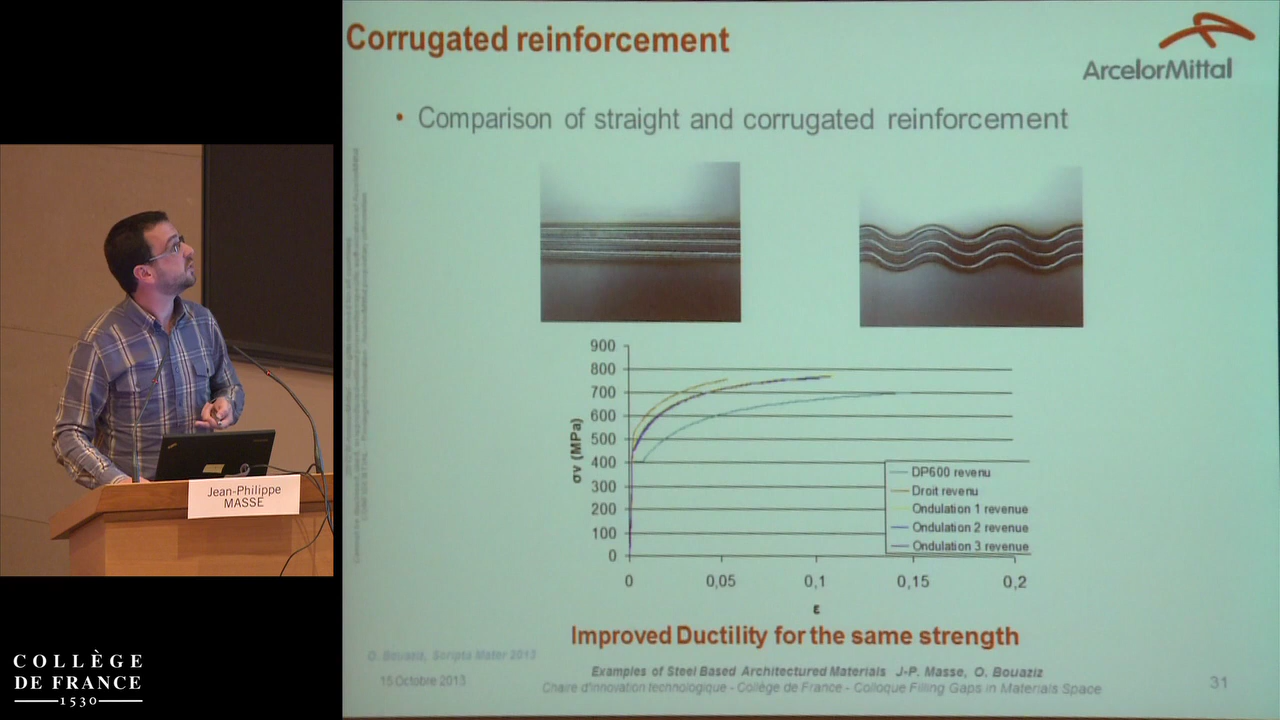 Corrugated reinforcement
ArcelorMittal
• Comparison of straight and corrugated reinforcement
900
800
700
600
500
400
300
200
100
0
σv (MPa)
0
0,05
0,1
0,15
0,2
ε
DP600 revenu
Droit revenu
Ondulation 1 revenue
Ondulation 2 revenue
Ondulation 3 revenue
Improved Ductility for the same strength
O. Bouaziz, Scripta Mater 2013
15 Octobre 2013
Examples of Steel Based Architectured Materials J-P. Masse, O. Bouaziz
Chaire d'innovation technologique - Collège de France - Colloque Filling Gaps in Materials Space
31
Jean-Philippe
MASSE
COLLÈGE
DE FRANCE
1530